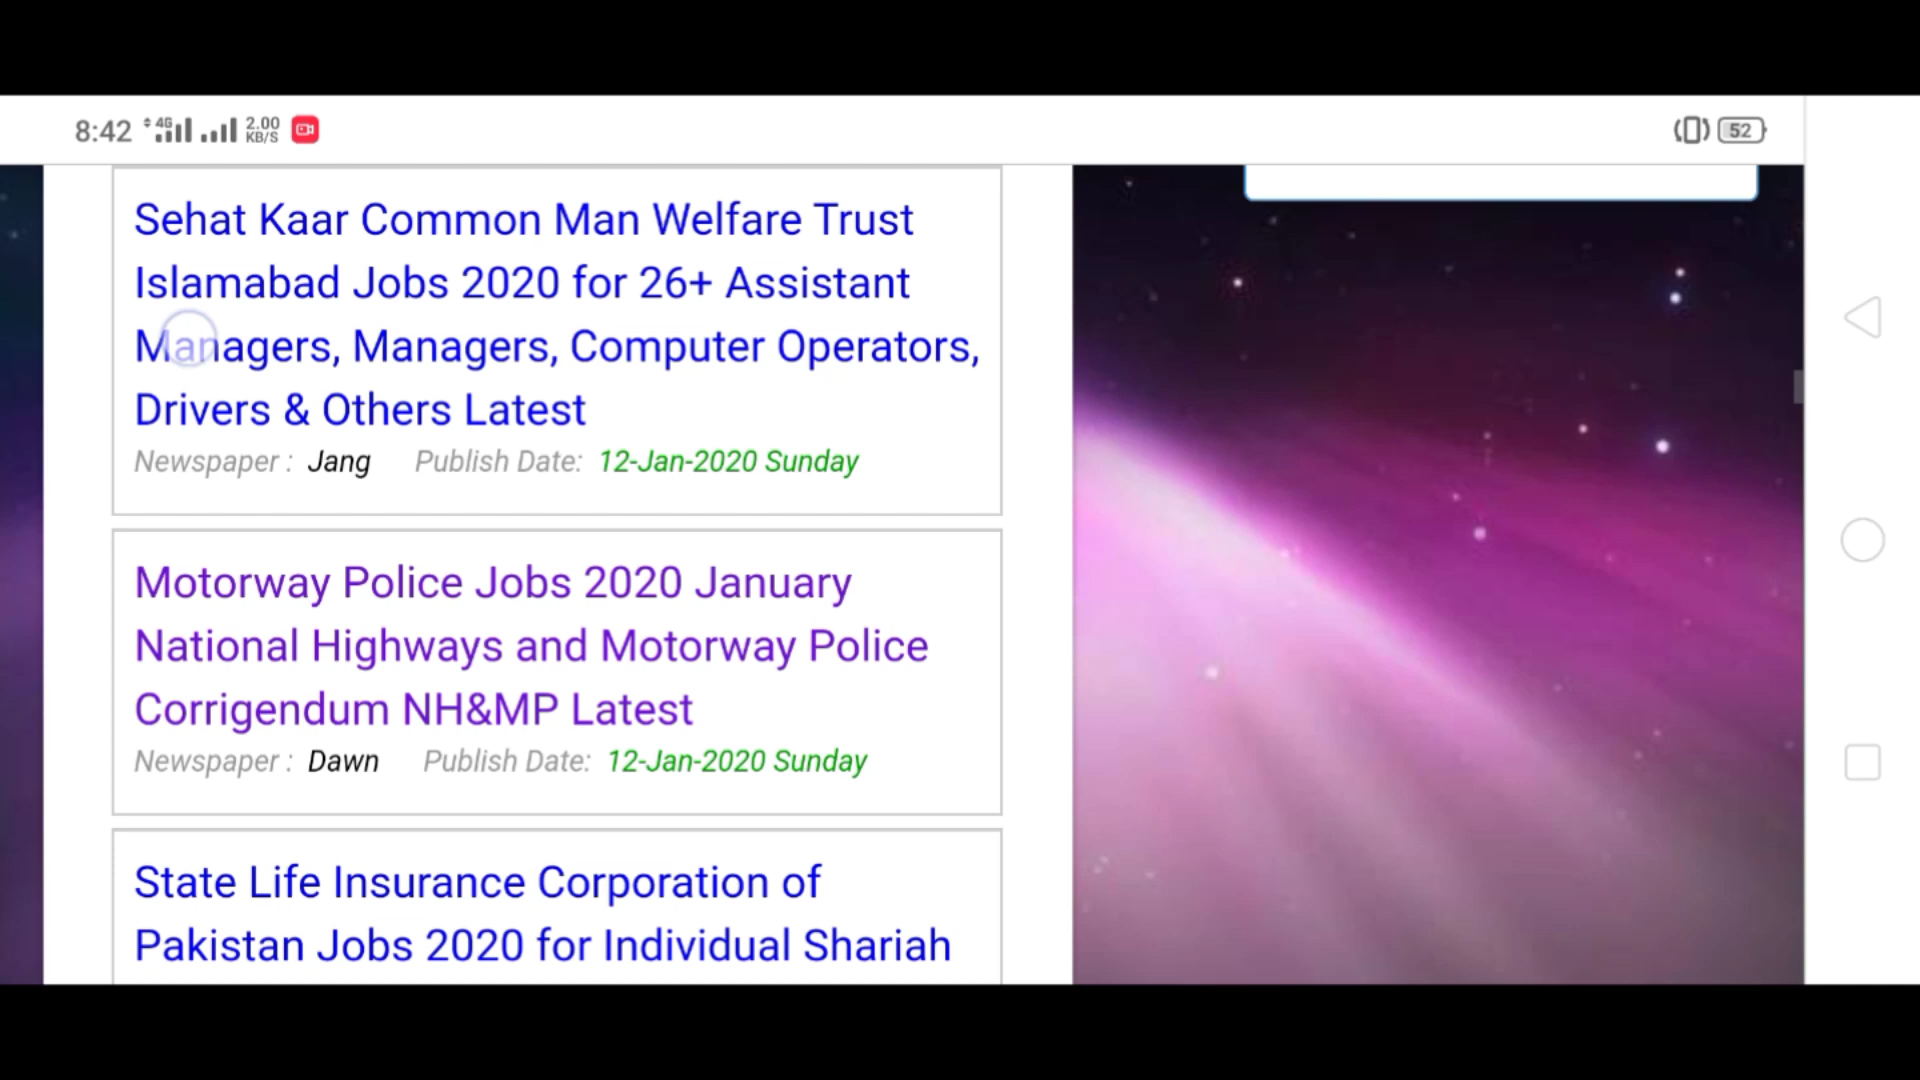 8:42 4G 2.00 KB/S 52
Sehat Kaar Common Man Welfare Trust
Islamabad Jobs 2020 for 26+ Assistant
Managers, Managers, Computer Operators,
Drivers & Others Latest
Newspaper : Jang Publish Date: 12-Jan-2020 Sunday
Motorway Police Jobs 2020 January
National Highways and Motorway Police
Corrigendum NH&MP Latest
Newspaper : Dawn Publish Date: 12-Jan-2020 Sunday
State Life Insurance Corporation of
Pakistan Jobs 2020 for Individual Shariah